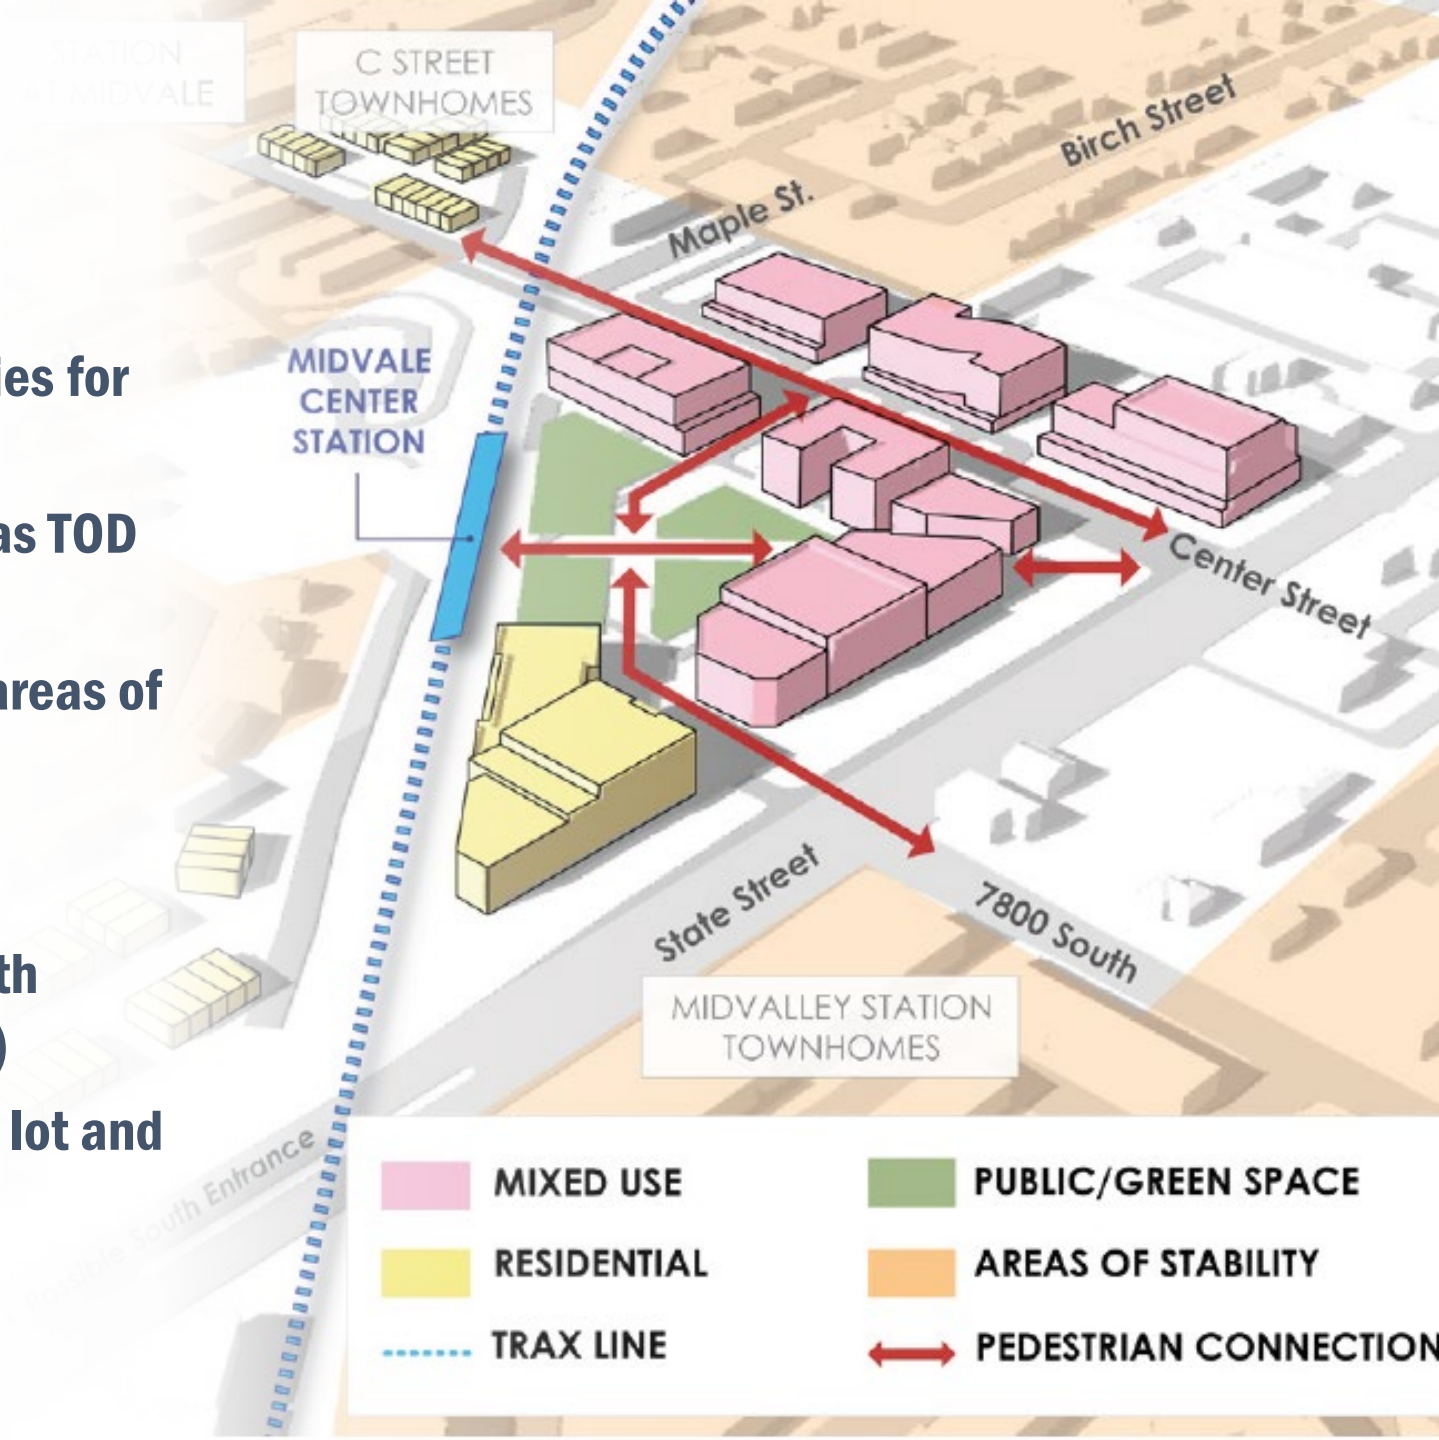 STATION
AT MIDVALE
C STREET
TOWNHOMES
Birch Street
Maple St.
MIDVALE
CENTER
STATION
ies for
as TOD
areas of
th
)
lot and
Center Street
State Street
7800 South
MIDVALLEY STATION
TOWNHOMES
Possible South Entrance
MIXED USE
PUBLIC/GREEN SPACE
RESIDENTIAL
AREAS OF STABILITY
TRAX LINE
PEDESTRIAN CONNECTION